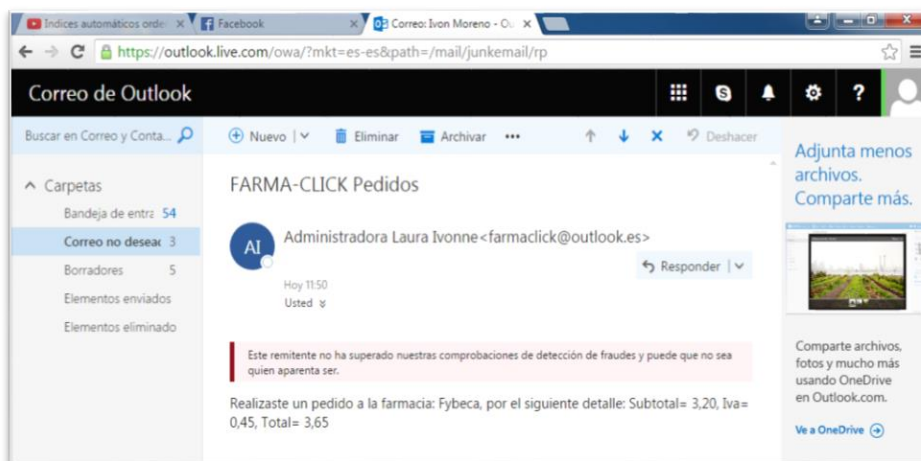 Indices automáticos orde
Facebook
Correo: Ivon Moreno - Ou
https://outlook.live.com/owa/?mkt=es-es&path=/mail/junkemail/rp
Correo de Outlook
?
Buscar en Correo y Conta...
Nuevo
Eliminar
Archivar
Deshacer
Carpetas
Bandeja de entra 54
Correo no desead 3
Borradores 5
Elementos enviados
Elementos eliminado
FARMA-CLICK Pedidos
AI
Administradora Laura Ivonne<farmaclick@outlook.es>
Responder
Hoy 11:50
Usted
Este remitente no ha superado nuestras comprobaciones de detección de fraudes y puede que no sea
quien aparenta ser.
Realizaste un pedido a la farmacia: Fybeca, por el siguiente detalle: Subtotal= 3,20, Iva=
0,45, Total= 3,65
Adjunta menos
archivos.
Comparte más.
Comparte archivos,
fotos y mucho más
usando OneDrive
en Outlook.com.
Ve a OneDrive